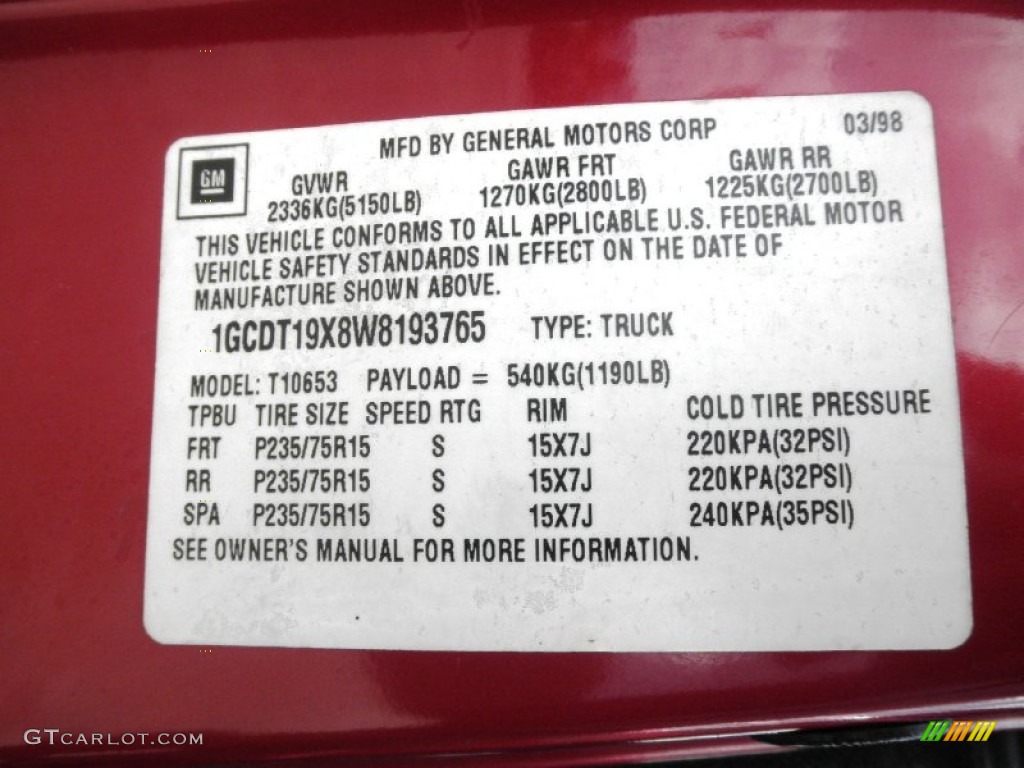 MFD BY GENERAL MOTORS CORP 03/98
GM
GVWR GAWR FRT GAWR RR
2336KG(5150LB) 1270KG(2800LB) 1225KG(2700LB)
THIS VEHICLE CONFORMS TO ALL APPLICABLE U.S. FEDERAL MOTOR
VEHICLE SAFETY STANDARDS IN EFFECT ON THE DATE OF
MANUFACTURE SHOWN ABOVE.
1GCDT19X8W8193765 TYPE: TRUCK
MODEL: T10653 PAYLOAD = 540KG(1190LB)
TPBU TIRE SIZE SPEED RTG RIM COLD TIRE PRESSURE
FRT P235/75R15 S 15X7J 220KPA(32PSI)
RR P235/75R15 S 15X7J 220KPA(32PSI)
SPA P235/75R15 S 15X7J 240KPA(35PSI)
SEE OWNER'S MANUAL FOR MORE INFORMATION.
GTCARLOT.COM